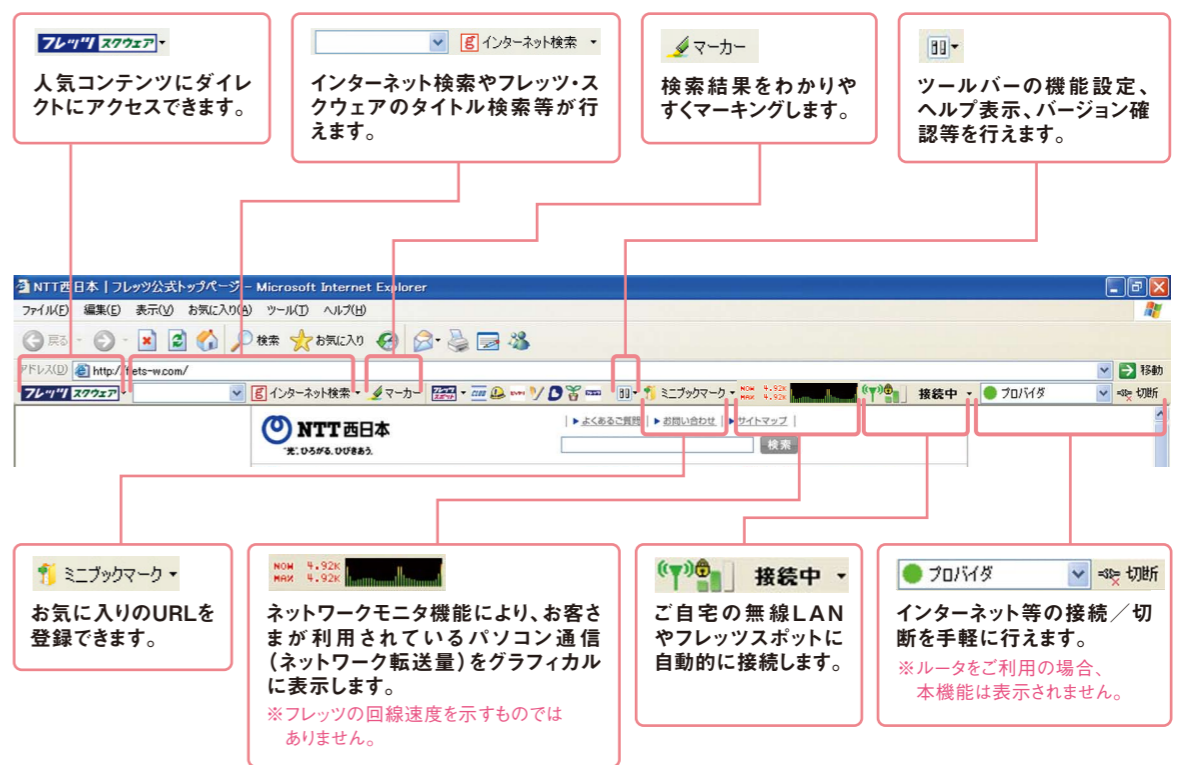 フレッツ スクウェア
人気コンテンツにダイレ
クトにアクセスできます。
インターネット検索
インターネット検索やフレッツ・ス
クウェアのタイトル検索等が行
えます。
マーカー
検索結果をわかりや
すくマーキングします。
ツールバーの機能設定、
ヘルプ表示、バージョン確
認等を行えます。
NTT西日本 | フレッツ公式トップページ - Microsoft Internet Explorer
ファイル(F) 編集(E) 表示(V) お気に入り(A) ツール(T) ヘルプ(H)
戻る 検索 お気に入り
アドレス(D) http://flets-w.com/ 移動
フレッツ スクウェア インターネット検索 マーカー ミニブックマーク NOW 4.92K MAX 4.92K 接続中 プロバイダ 切断
NTT西日本 よくあるご質問 | お問い合わせ | サイトマップ |
"光"、ひろがる、ひびきあう。 検索
ミニブックマーク
お気に入りのURLを
登録できます。
NOW 4.92K
MAX 4.92K
ネットワークモニタ機能により、お客さ
まが利用されているパソコン通信
(ネットワーク転送量)をグラフィカル
に表示します。
※フレッツの回線速度を示すものでは
ありません。
接続中
ご自宅の無線LAN
やフレッツスポットに
自動的に接続します。
プロバイダ 切断
インターネット等の接続／切
断を手軽に行えます。
※ルータをご利用の場合、
本機能は表示されません。